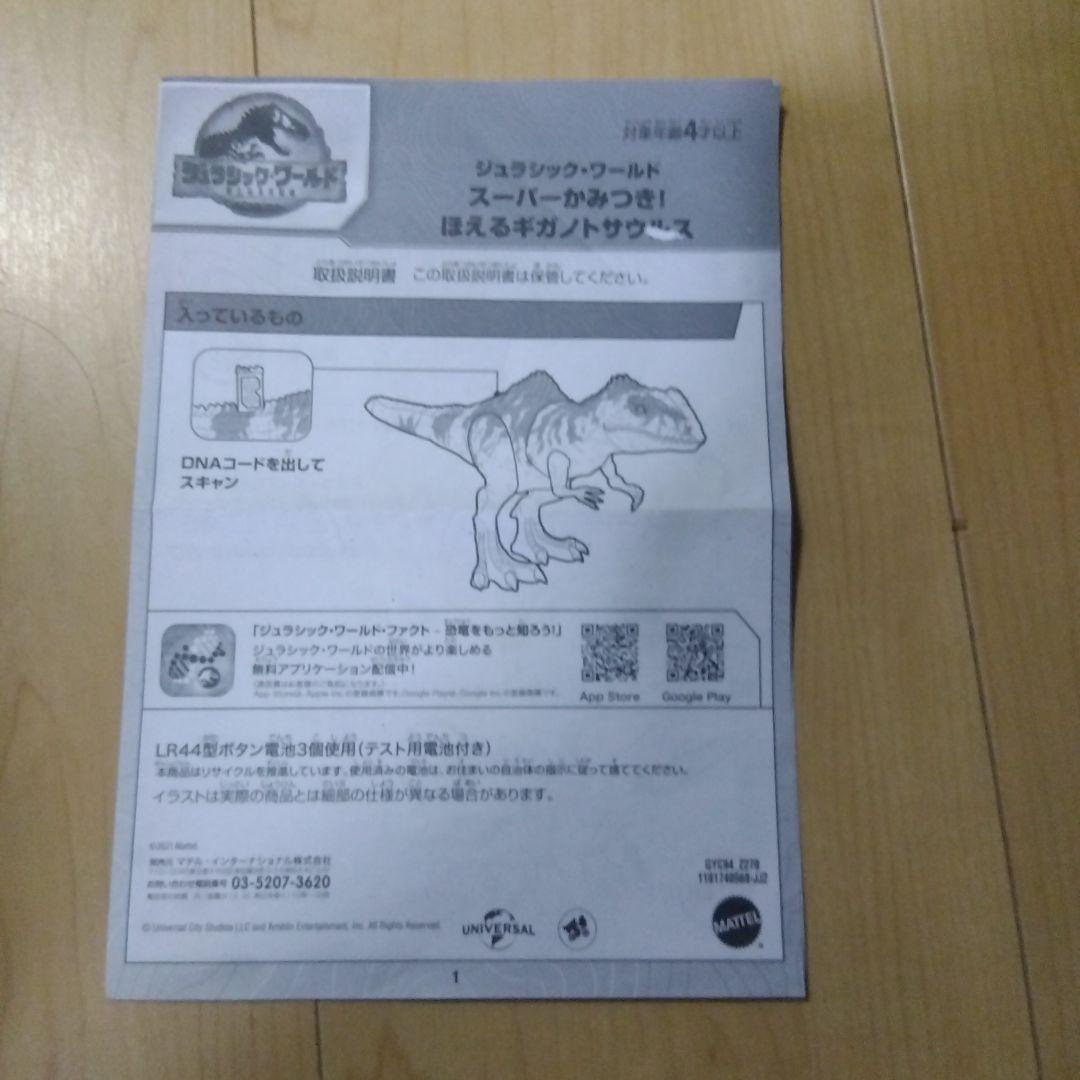 ジュラシック・ワールド
対象年齢4才以上
ジュラシック・ワールド
スーパーかみつき!
ほえるギガノトサウルス
取扱説明書 この取扱説明書は保管してください。
入っているもの
DNAコードを出して
スキャン
「ジュラシック・ワールド・ファクト - 恐竜をもっと知ろう!」
ジュラシック・ワールドの世界がより楽しめる
無料アプリケーション配信中!
App Store
Google Play
LR44型ボタン電池3個使用(テスト用電池付き)
本商品はリサイクルを推進しています。使用済みの電池は、お住まいの自治体の指示に従って捨ててください。
イラストは実際の商品とは細部の仕様が異なる場合があります。
©2021 Mattel.
発売元 マテル・インターナショナル株式会社
お問い合わせ電話番号 03-5207-3620
© Universal City Studios LLC and Amblin Entertainment, Inc. All Rights Reserved.
UNIVERSAL
MATTEL
1